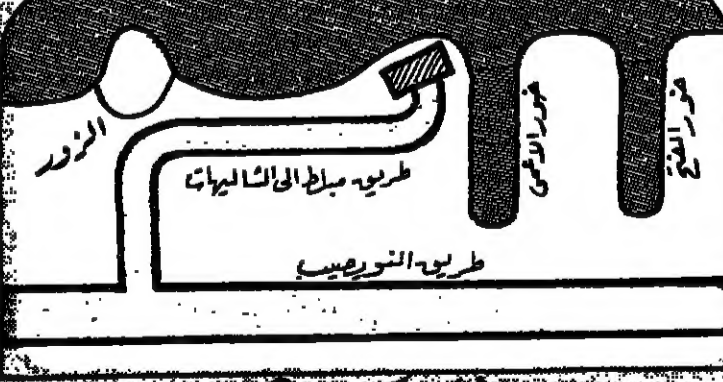 خور المفتح
خور الاعمى
الزور
طريق مبلط الى الشاليهات
طريق النويصيب